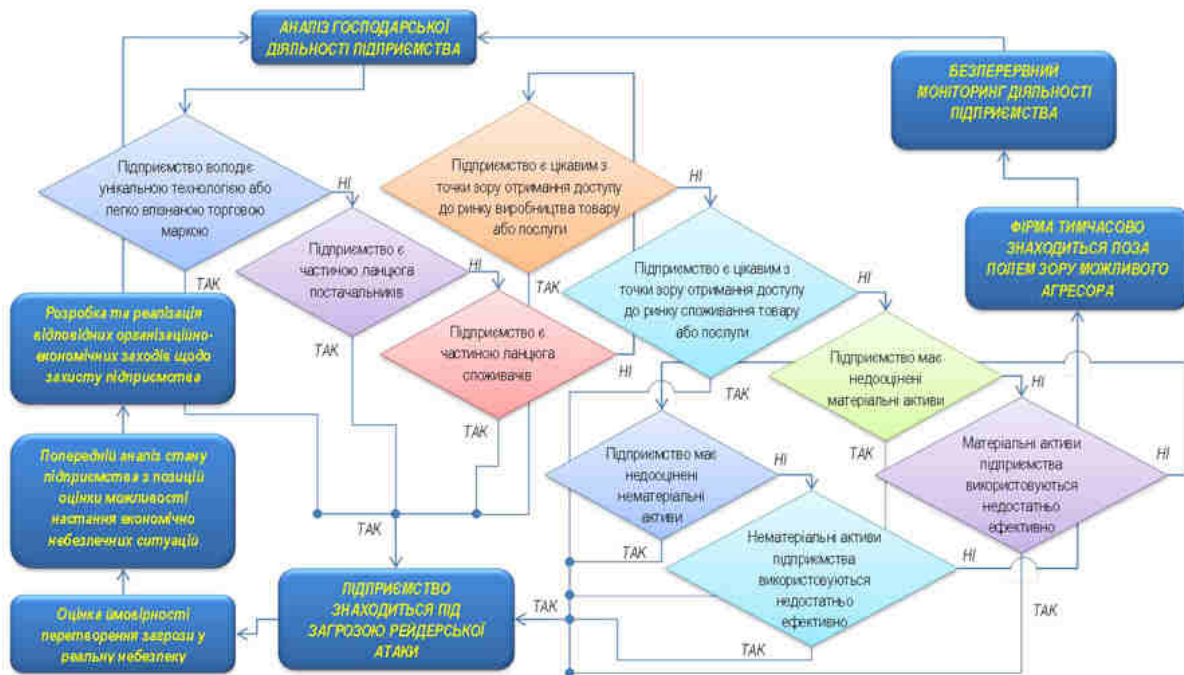 АНАЛІЗ ГОСПОДАРСЬКОЇ
ДІЯЛЬНОСТІ ПІДПРИЄМСТВА
БЕЗПЕРЕРВНИЙ
МОНІТОРИНГ ДІЯЛЬНОСТІ
ПІДПРИЄМСТВА
Підприємство володіє
унікальною технологією або
легко впізнаною торговою
маркою
НІ
ТАК
Підприємство є цікавим з
точки зору отримання доступу
до ринку виробництва товару
або послуги
НІ
ТАК
ФІРМА ТИМЧАСОВО
ЗНАХОДИТЬСЯ ПОЗА
ПОЛЕМ ЗОРУ МОЖЛИВОГО
АГРЕСОРА
Підприємство є
частиною ланцюга
постачальників
НІ
ТАК
Підприємство є цікавим з
точки зору отримання доступу
до ринку споживання товару
або послуги
НІ
ТАК
Розробка та реалізація
відповідних організаційно-
економічних заходів щодо
захисту підприємства
Підприємство є
частиною ланцюга
споживачів
НІ
ТАК
Підприємство має
недооцінені
матеріальні активи
НІ
ТАК
Попередній аналіз стану
підприємства з позицій
оцінки можливості
настання економічно
небезпечних ситуацій
Підприємство має
недооцінені
нематеріальні
активи
НІ
ТАК
Матеріальні активи
підприємства
використовуються
недостатньо
ефективно
НІ
ТАК
Нематеріальні активи
підприємства
використовуються
недостатньо
ефективно
НІ
ТАК
ТАК
ТАК
Оцінка ймовірності
перетворення загрози у
реальну небезпеку
ПІДПРИЄМСТВО
ЗНАХОДИТЬСЯ ПІД
ЗАГРОЗОЮ РЕЙДЕРСЬКОЇ
АТАКИ